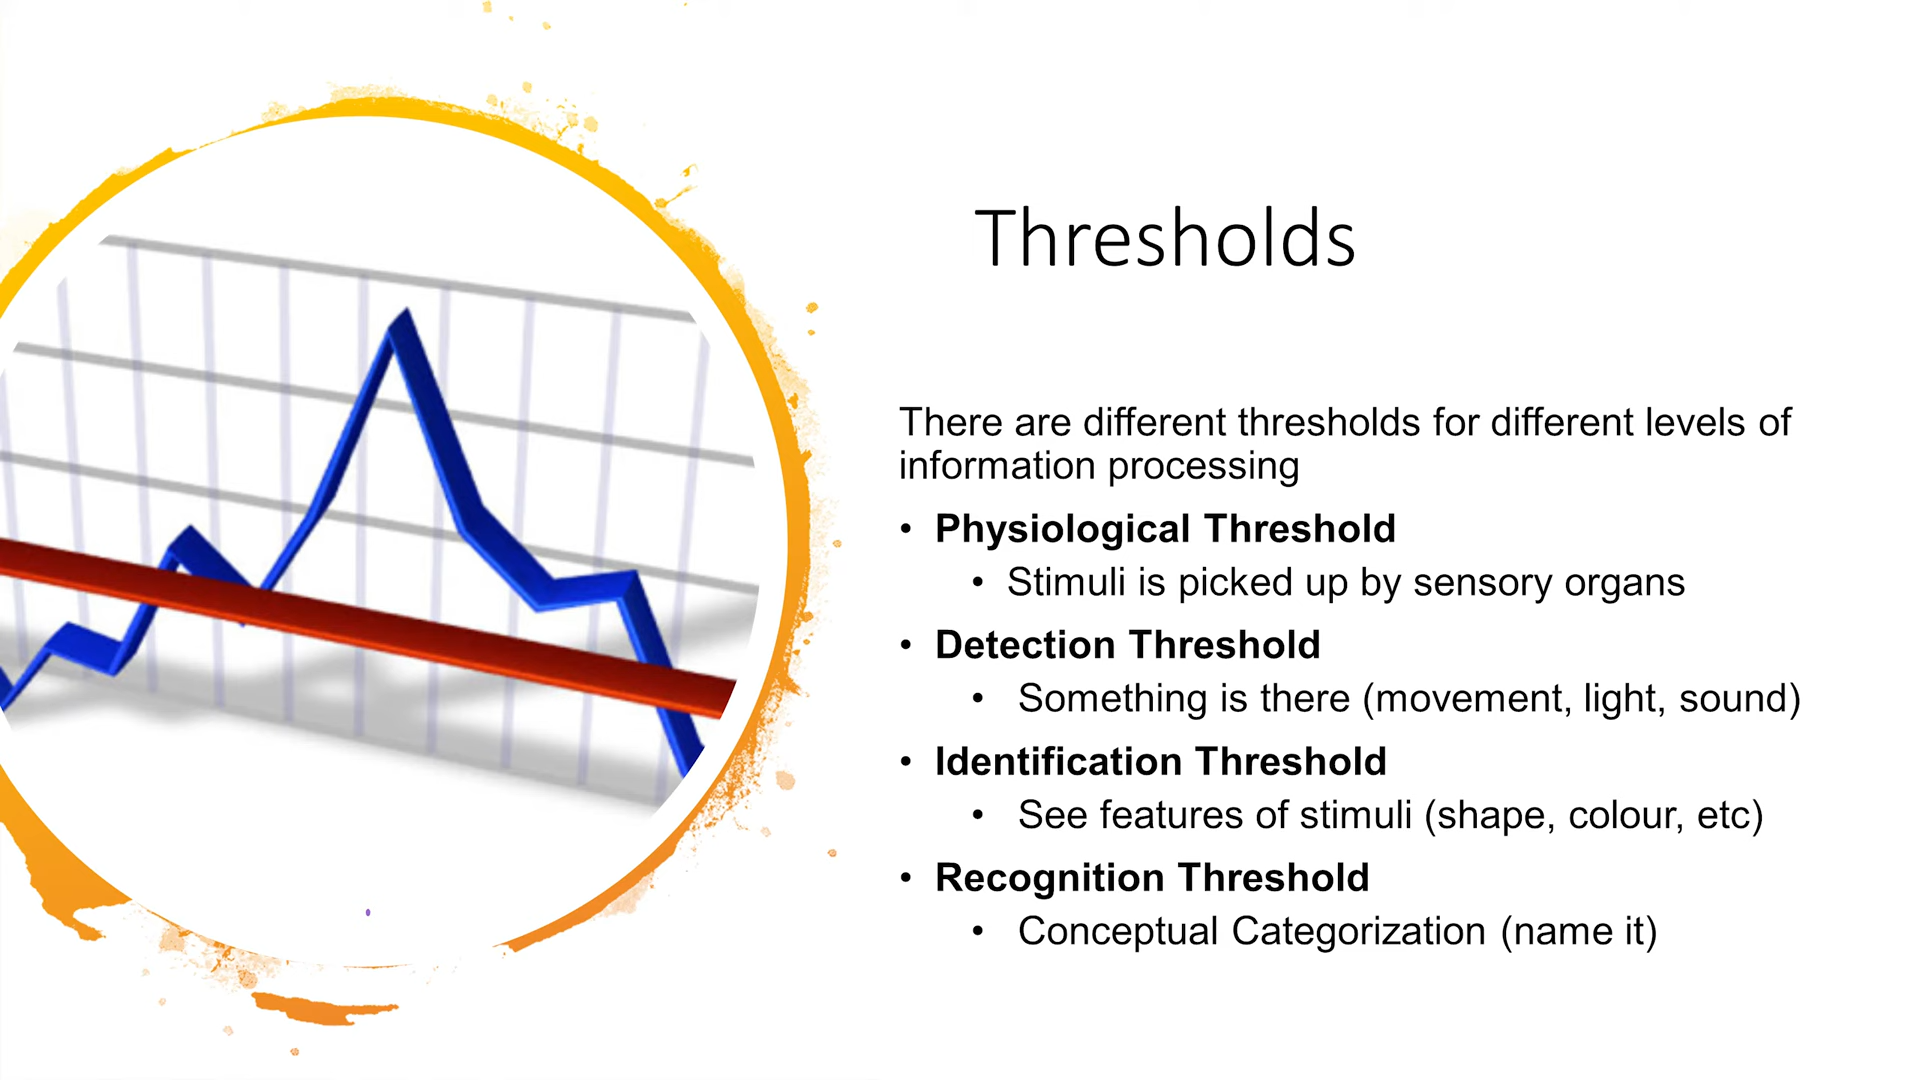 Thresholds
There are different thresholds for different levels of
information processing
• Physiological Threshold
• Stimuli is picked up by sensory organs
• Detection Threshold
• Something is there (movement, light, sound)
• Identification Threshold
• See features of stimuli (shape, colour, etc)
• Recognition Threshold
• Conceptual Categorization (name it)